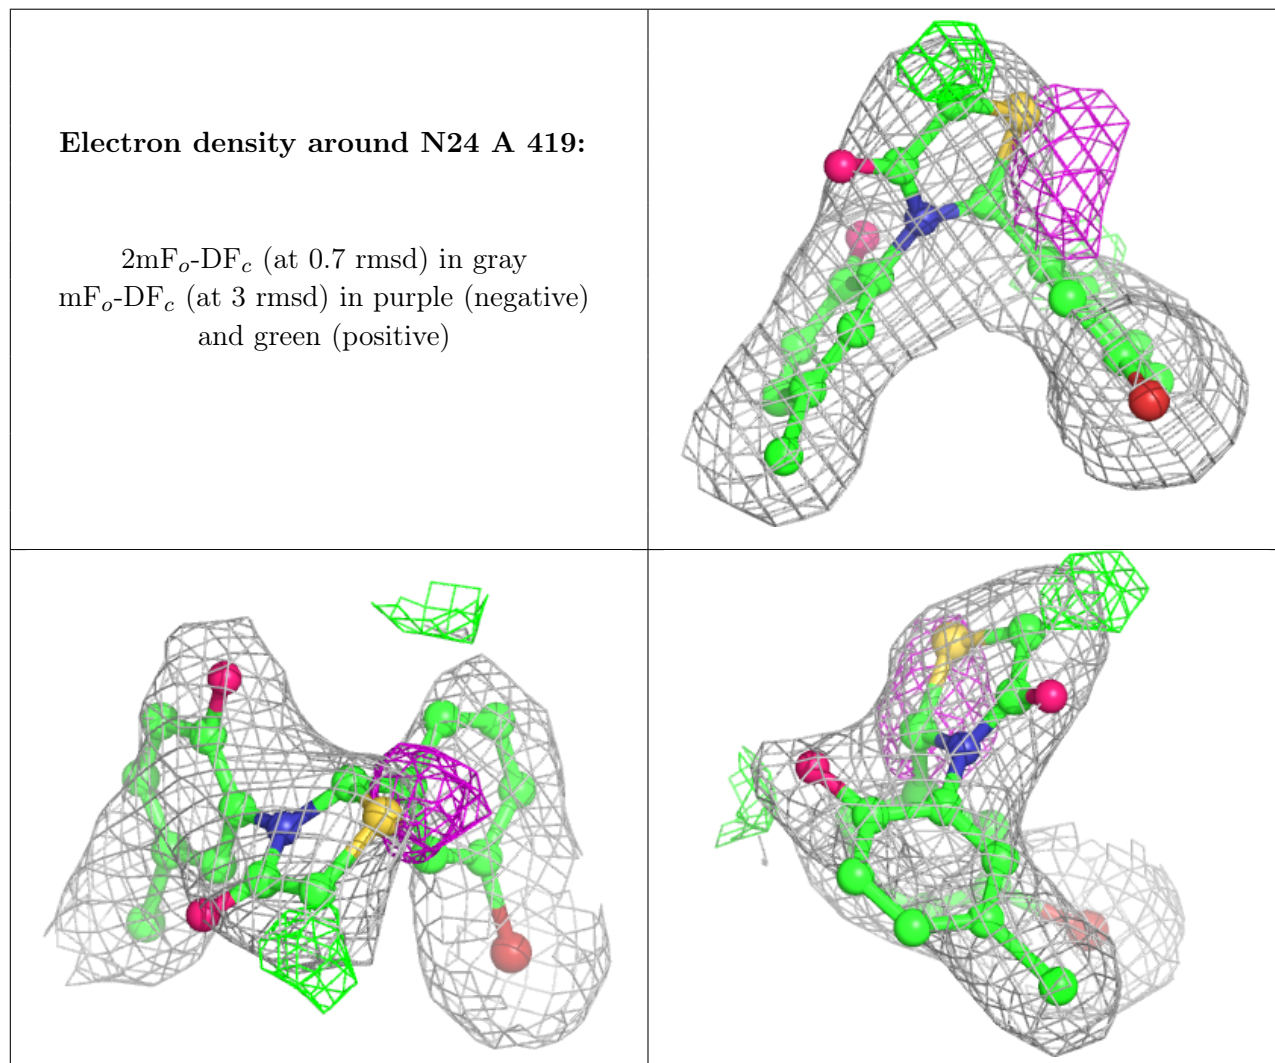 Electron density around N24 A 419:
2mFo-DFc (at 0.7 rmsd) in gray
mFo-DFc (at 3 rmsd) in purple (negative)
and green (positive)